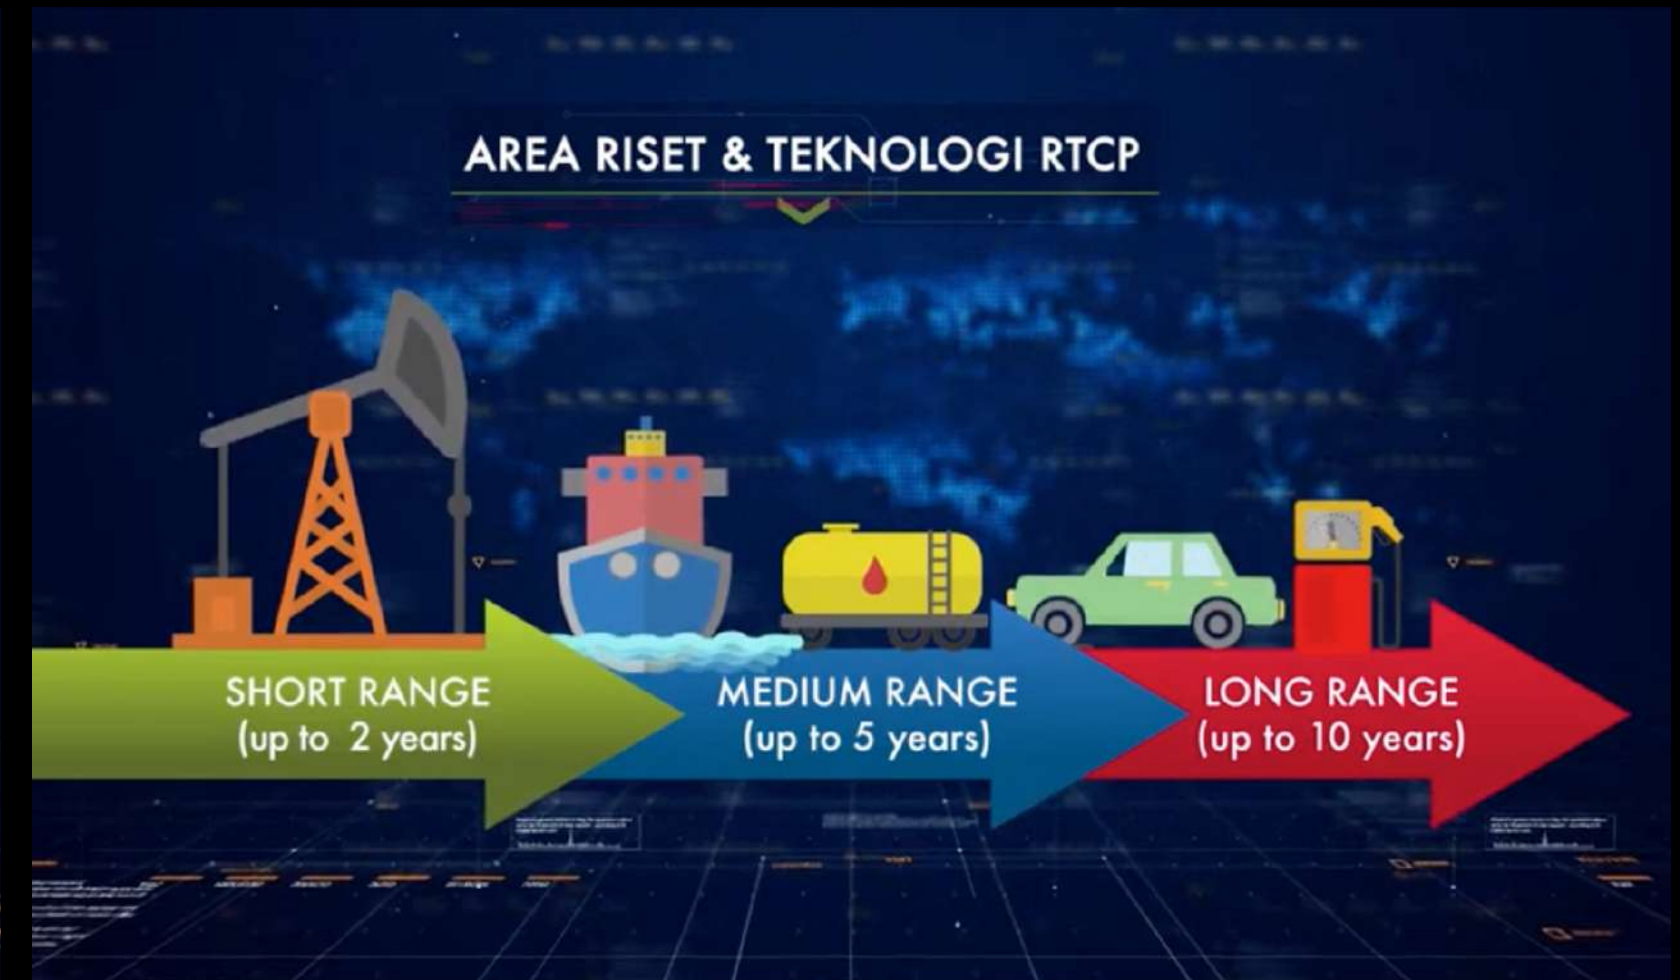 AREA RISET & TEKNOLOGI RTCP
SHORT RANGE
(up to 2 years)
MEDIUM RANGE
(up to 5 years)
LONG RANGE
(up to 10 years)